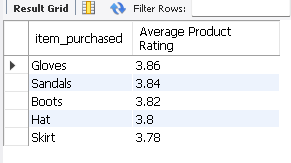 Result Grid Filter Rows:
item_purchased Average Product
Rating
Gloves 3.86
Sandals 3.84
Boots 3.82
Hat 3.8
Skirt 3.78